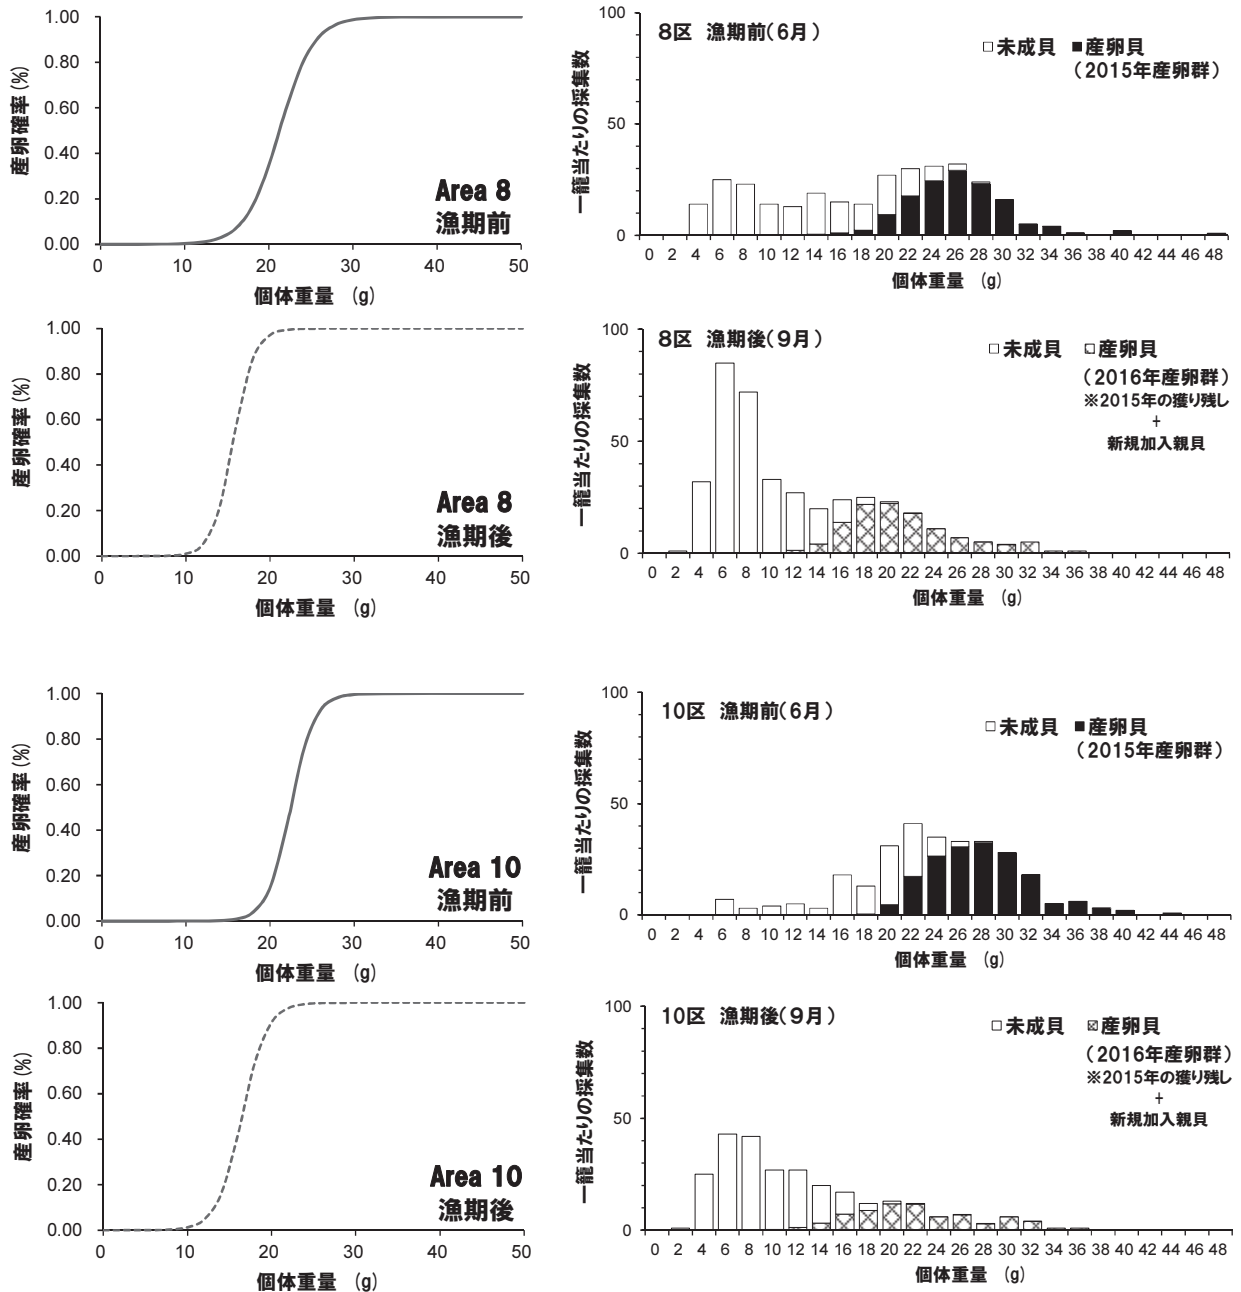 1.00
0.80
0.60
0.40
0.20
0.00
産卵確率(%)
Area 8
漁期前
0 10 20 30 40 50
個体重量 (g)
100
50
0
一籠当たりの採集数
8区 漁期前(6月)
□未成貝 ■産卵貝
(2015年産卵群)
0 2 4 6 8 10 12 14 16 18 20 22 24 26 28 30 32 34 36 38 40 42 44 46 48
個体重量 (g)
1.00
0.80
0.60
0.40
0.20
0.00
産卵確率(%)
Area 8
漁期後
0 10 20 30 40 50
個体重量 (g)
100
50
0
一籠当たりの採集数
8区 漁期後(9月)
□未成貝 産卵貝
(2016年産卵群)
※2015年の獲り残し
+
新規加入親貝
0 2 4 6 8 10 12 14 16 18 20 22 24 26 28 30 32 34 36 38 40 42 44 46 48
個体重量 (g)
1.00
0.80
0.60
0.40
0.20
0.00
産卵確率(%)
Area 10
漁期前
0 10 20 30 40 50
個体重量 (g)
100
50
0
一籠当たりの採集数
10区 漁期前(6月)
□未成貝 ■産卵貝
(2015年産卵群)
0 2 4 6 8 10 12 14 16 18 20 22 24 26 28 30 32 34 36 38 40 42 44 46 48
個体重量 (g)
1.00
0.80
0.60
0.40
0.20
0.00
産卵確率(%)
Area 10
漁期後
0 10 20 30 40 50
個体重量 (g)
100
50
0
一籠当たりの採集数
10区 漁期後(9月)
□未成貝 産卵貝
(2016年産卵群)
※2015年の獲り残し
+
新規加入親貝
0 2 4 6 8 10 12 14 16 18 20 22 24 26 28 30 32 34 36 38 40 42 44 46 48
個体重量 (g)